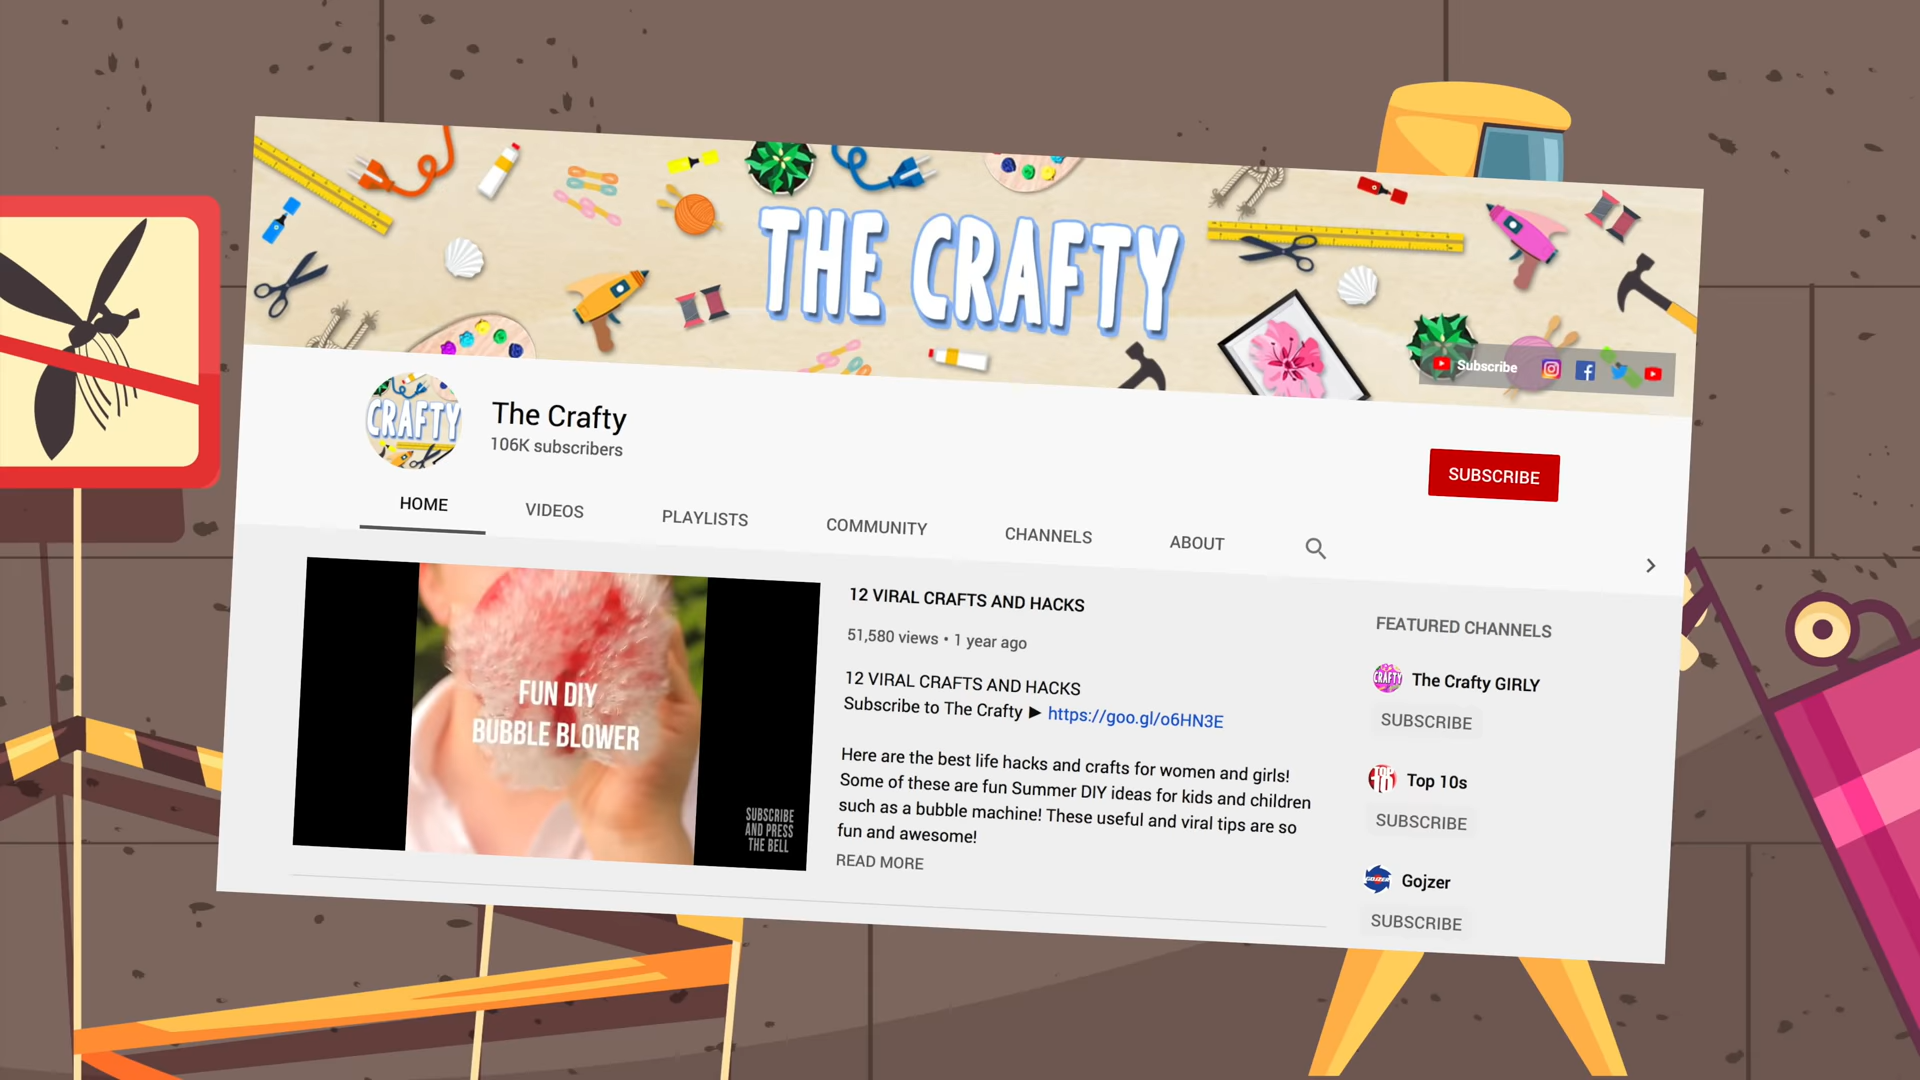 THE CRAFTY
Subscribe
CRAFTY
The Crafty
106K subscribers
SUBSCRIBE
HOME
VIDEOS
PLAYLISTS
COMMUNITY
CHANNELS
ABOUT
FUN DIY
BUBBLE BLOWER
SUBSCRIBE
AND PRESS
THE BELL
12 VIRAL CRAFTS AND HACKS
51,580 views • 1 year ago
12 VIRAL CRAFTS AND HACKS
Subscribe to The Crafty ► https://goo.gl/o6HN3E
Here are the best life hacks and crafts for women and girls!
Some of these are fun Summer DIY ideas for kids and children
such as a bubble machine! These useful and viral tips are so
fun and awesome!
READ MORE
FEATURED CHANNELS
CRAFTY
The Crafty GIRLY
SUBSCRIBE
TOP
10
Top 10s
SUBSCRIBE
GOJZER
Gojzer
SUBSCRIBE